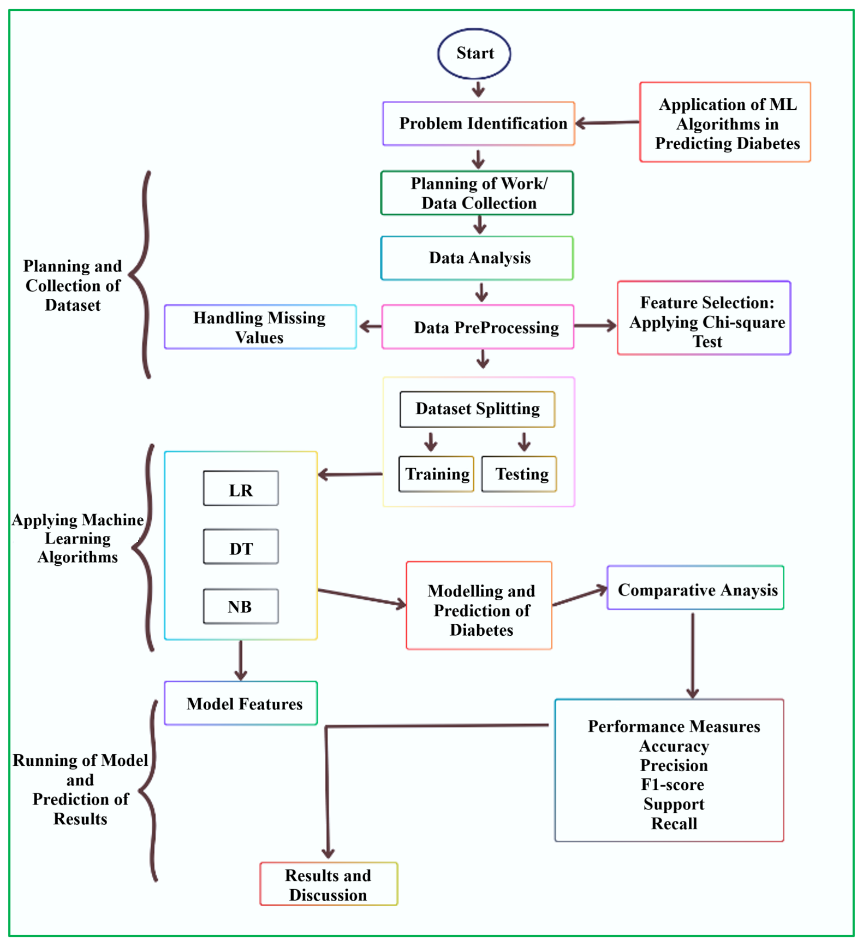 Start
Problem Identification
Application of ML
Algorithms in
Predicting Diabetes
Planning of Work/
Data Collection
Data Analysis
Planning and
Collection of
Dataset
Handling Missing
Values
Data PreProcessing
Feature Selection:
Applying Chi-square
Test
Dataset Splitting
Training
Testing
Applying Machine
Learning
Algorithms
LR
DT
NB
Modelling and
Prediction of
Diabetes
Comparative Anaysis
Model Features
Running of Model
and
Prediction of
Results
Performance Measures
Accuracy
Precision
F1-score
Support
Recall
Results and
Discussion